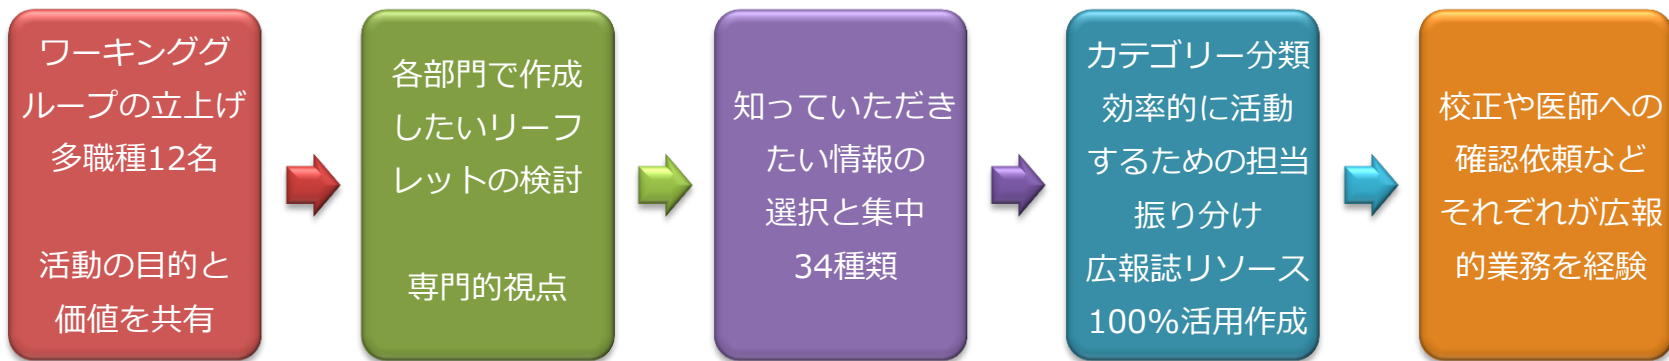 ワーキンググ
ループの立上げ
多職種12名
活動の目的と
価値を共有
各部門で作成
したいリーフ
レットの検討
専門的視点
知っていただき
たい情報の
選択と集中
34種類
カテゴリー分類
効率的に活動
するための担当
振り分け
広報誌リソース
100%活用作成
校正や医師への
確認依頼など
それぞれが広報
的業務を経験